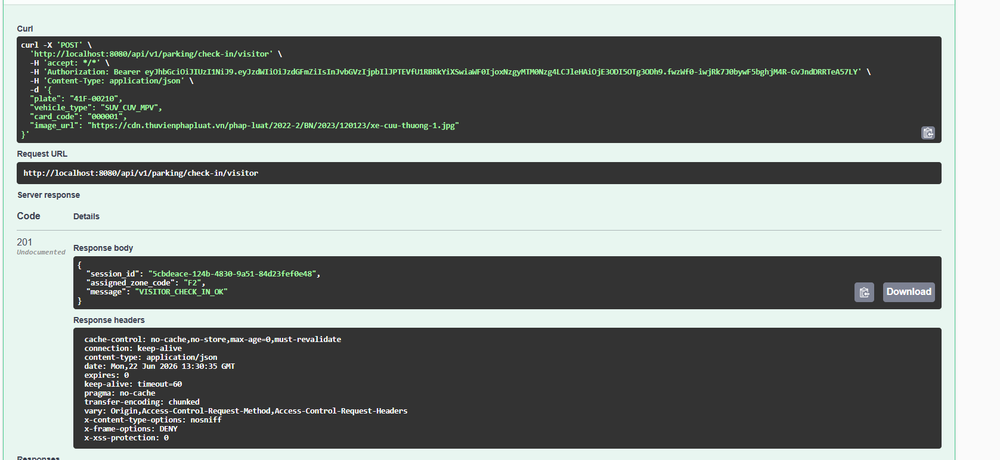 Curl
curl -X 'POST' \
'http://localhost:8080/api/v1/parking/check-in/visitor' \
-H 'accept: */*' \
-H 'Authorization: Bearer eyJhbGciOiJIUzI1NiJ9.eyJzdWIiOiJzdGFmZiIsInJvbGVzIjpbIlJPTEVfU1RBRkYiXSwiaWF0IjoxNzgyMTM0Nzg4LCJleHAiOjE3ODI5OTg3ODh9.fwzWf0-iwjRk7J0bywF5bghjM4R-GvJndDRRTeA57LY' \
-H 'Content-Type: application/json' \
-d '{
"plate": "41F-00210",
"vehicle_type": "SUV_CUV_MPV",
"card_code": "000001",
"image_url": "https://cdn.thuvienphapluat.vn/phap-luat/2022-2/BN/2023/120123/xe-cuu-thuong-1.jpg"
}'
Request URL
http://localhost:8080/api/v1/parking/check-in/visitor
Server response
Code Details
201
Undocumented
Response body
{
"session_id": "5cbdeace-124b-4830-9a51-84d23fef0e48",
"assigned_zone_code": "F2",
"message": "VISITOR_CHECK_IN_OK"
}
Download
Response headers
cache-control: no-cache,no-store,max-age=0,must-revalidate
connection: keep-alive
content-type: application/json
date: Mon,22 Jun 2026 13:30:35 GMT
expires: 0
keep-alive: timeout=60
pragma: no-cache
transfer-encoding: chunked
vary: Origin,Access-Control-Request-Method,Access-Control-Request-Headers
x-content-type-options: nosniff
x-frame-options: DENY
x-xss-protection: 0
Responses